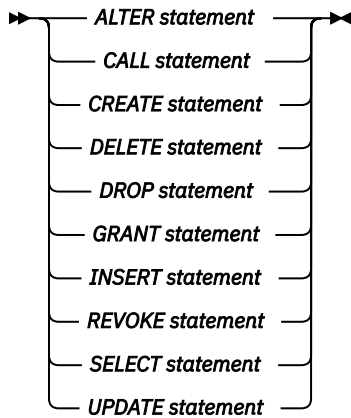 ALTER statement
CALL statement
CREATE statement
DELETE statement
DROP statement
GRANT statement
INSERT statement
REVOKE statement
SELECT statement
UPDATE statement